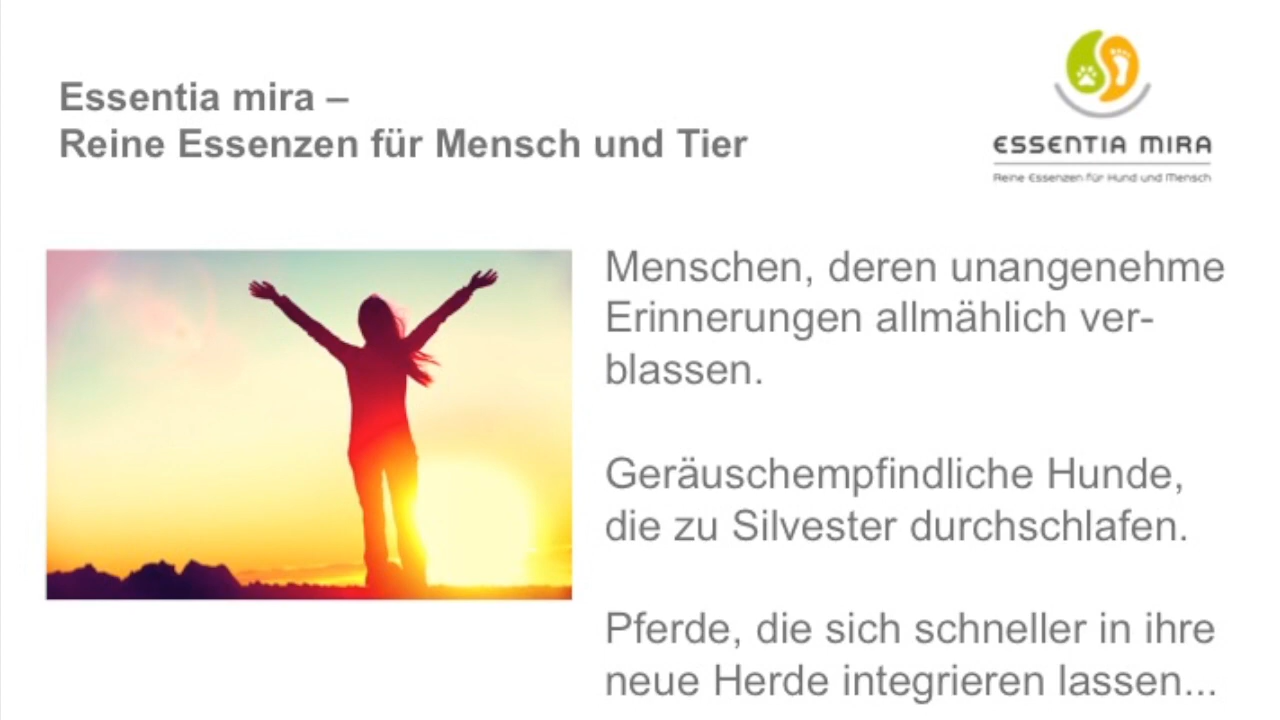 Essentia mira –
Reine Essenzen für Mensch und Tier
ESSENTIA MIRA
Reine Essenzen für Hund und Mensch
Menschen, deren unangenehme
Erinnerungen allmählich ver-
blassen.
Geräuschempfindliche Hunde,
die zu Silvester durchschlafen.
Pferde, die sich schneller in ihre
neue Herde integrieren lassen...